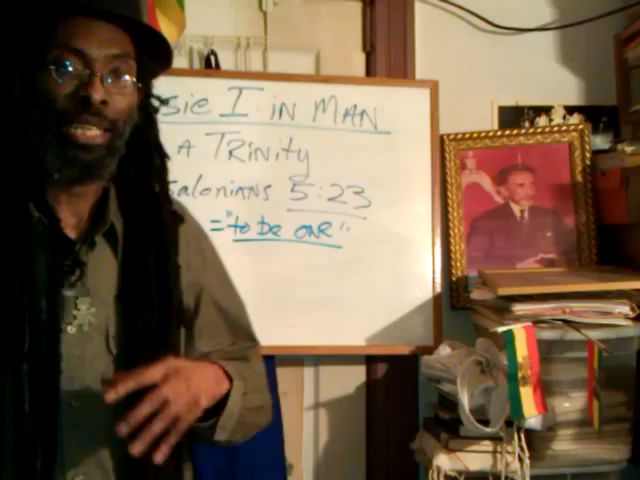 I IN MAN
A TRINITY
5:23
="to be one"